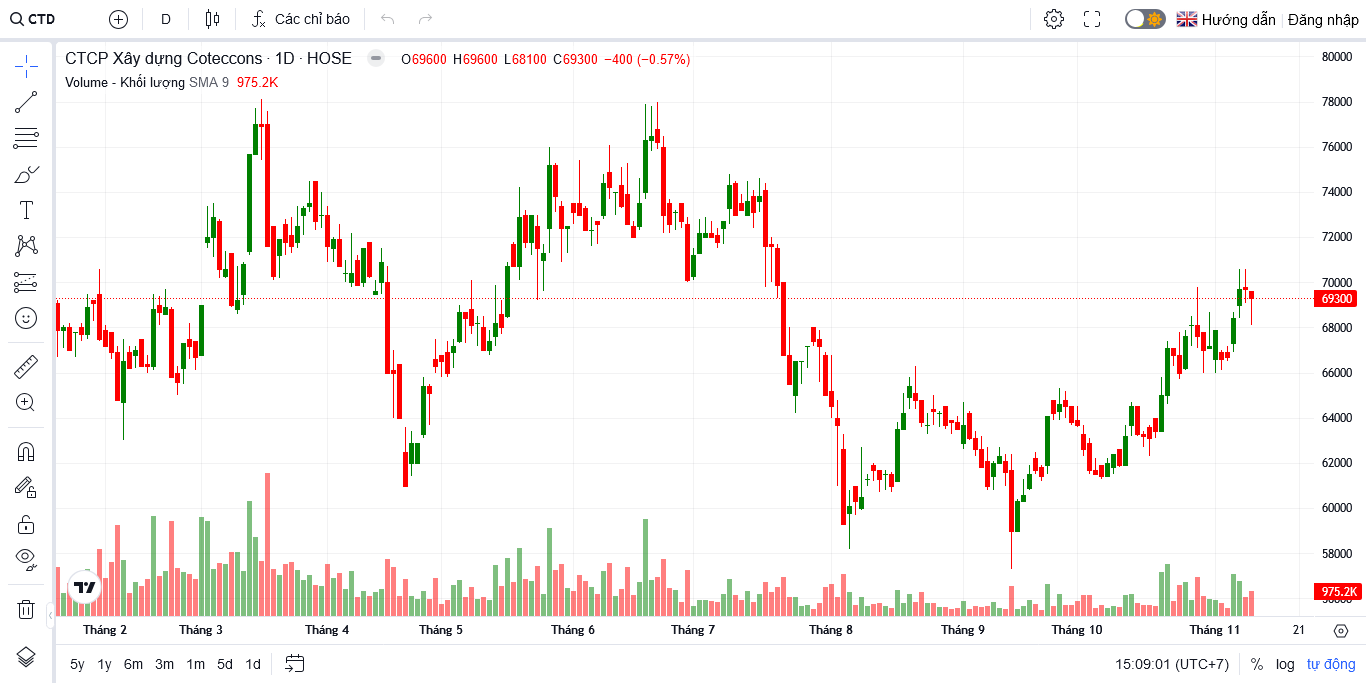 CTD D Các chỉ báo Hướng dẫn Đăng nhập
CTCP Xây dựng Coteccons · 1D · HOSE O69600 H69600 L68100 C69300 −400 (−0.57%)
Volume - Khối lượng SMA 9 975.2K
80000
78000
76000
74000
72000
70000
69300
68000
66000
64000
62000
60000
58000
975.2K
Tháng 2 Tháng 3 Tháng 4 Tháng 5 Tháng 6 Tháng 7 Tháng 8 Tháng 9 Tháng 10 Tháng 11 21
5y 1y 6m 3m 1m 5d 1d 15:09:01 (UTC+7) % log tự động